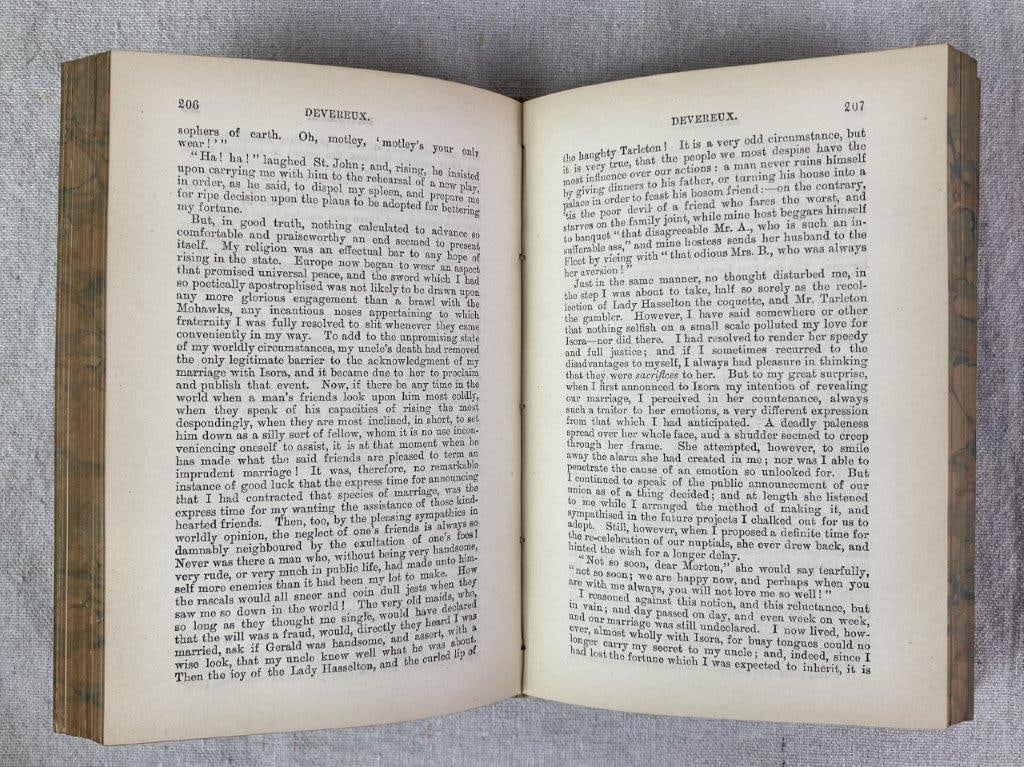 206
DEVEREUX.
sophers of earth. Oh, motley, 'motley's your only
wear!'"
"Ha! ha!" laughed St. John; and, rising, he insisted
upon carrying me with him to the rehearsal of a new play,
in order, as he said, to dispel my spleen, and prepare me
for ripe decision upon the plans to be adopted for bettering
my fortune.
But, in good truth, nothing calculated to advance so
comfortable and praiseworthy an end seemed to present
itself. My religion was an effectual bar to any hope of
rising in the state. Europe now began to wear an aspect
that promised universal peace, and the sword which I had
so poetically apostrophised was not likely to be drawn upon
any more glorious engagement than a brawl with the
Mohawks, any incautious noses appertaining to which
fraternity I was fully resolved to slit whenever they came
conveniently in my way. To add to the unpromising state
of my worldly circumstances, my uncle's death had removed
the only legitimate barrier to the acknowledgment of my
marriage with Isora, and it became due to her to proclaim
and publish that event. Now, if there be any time in the
world when a man's friends look upon him most coldly,
when they speak of his capacities of rising the most
despondingly, when they are most inclined, in short, to set
him down as a silly sort of fellow, whom it is no use incon-
veniencing oneself to assist, it is at that moment when he
has made what the said friends are pleased to term an
imprudent marriage! It was, therefore, no remarkable
instance of good luck that the express time for announcing
that I had contracted that species of marriage, was the
express time for my wanting the assistance of those kind-
hearted friends. Then, too, by the pleasing sympathies in
worldly opinion, the neglect of one's friends is always so
damnably neighboured by the exultation of one's foes!
Never was there a man who, without being very handsome,
very rude, or very much in public life, had made unto him-
self more enemies than it had been my lot to make. How
the rascals would all sneer and coin dull jests when they
saw me so down in the world! The very old maids, who,
so long as they thought me single, would have declared
that the will was a fraud, would, directly they heard I was
married, ask if Gerald was handsome, and assert, with a
wise look, that my uncle knew well what he was about.
Then the joy of the Lady Hasselton, and the curled lip of
207
DEVEREUX.
the haughty Tarleton! It is a very odd circumstance, but
it is very true, that the people we most despise have the
most influence over our actions: a man never ruins himself
by giving dinners to his father, or turning his house into a
palace in order to feast his bosom friend:—on the contrary,
'tis the poor devil of a friend who fares the worst, and
starves on the family joint, while mine host beggars himself
to banquet "that disagreeable Mr. A., who is such an in-
sufferable ass," and mine hostess sends her husband to the
Fleet by vieing with "that odious Mrs. B., who was always
her aversion!"
Just in the same manner, no thought disturbed me, in
the step I was about to take, half so sorely as the recol-
lection of Lady Hasselton the coquette, and Mr. Tarleton
the gambler. However, I have said somewhere or other
that nothing selfish on a small scale polluted my love for
Isora—nor did there. I had resolved to render her speedy
and full justice; and if I sometimes recurred to the
disadvantages to myself, I always had pleasure in thinking
that they were sacrifices to her. But to my great surprise,
when I first announced to Isora my intention of revealing
our marriage, I perceived in her countenance, always
such a traitor to her emotions, a very different expression
from that which I had anticipated. A deadly paleness
spread over her whole face, and a shudder seemed to creep
through her frame. She attempted, however, to smile
away the alarm she had created in me; nor was I able to
penetrate the cause of an emotion so unlooked for. But
I continued to speak of the public announcement of our
union as of a thing decided; and at length she listened
to me while I arranged the method of making it, and
sympathised in the future projects I chalked out for us to
adopt. Still, however, when I proposed a definite time for
the re-celebration of our nuptials, she ever drew back, and
hinted the wish for a longer delay.
"Not so soon, dear Morton," she would say tearfully,
"not so soon; we are happy now, and perhaps when you
are with me always, you will not love me so well!"
I reasoned against this notion, and this reluctance, but
in vain; and day passed on day, and even week on week,
and our marriage was still undeclared. I now lived, how-
ever, almost wholly with Isora, for busy tongues could no
longer carry my secret to my uncle; and, indeed, since I
had lost the fortune which I was expected to inherit, it is